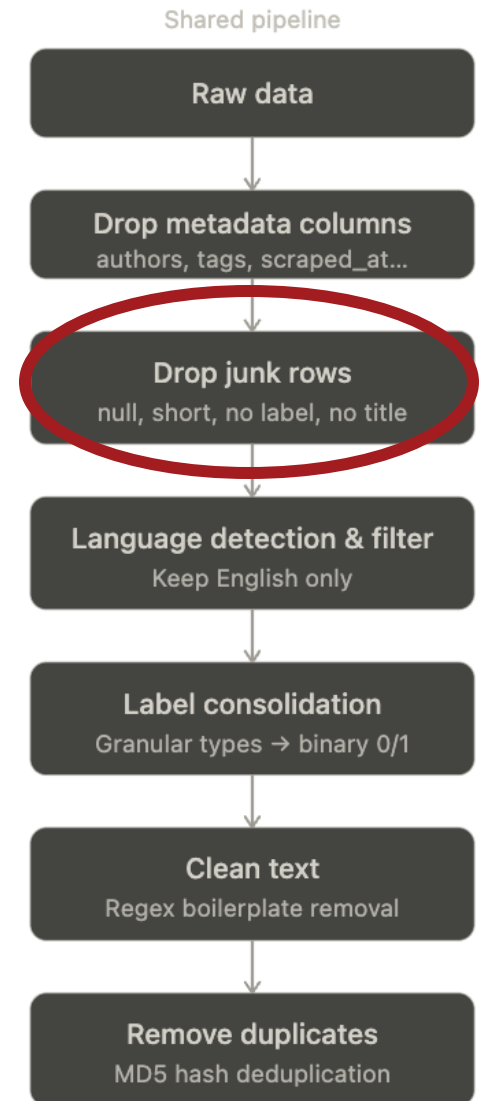 Shared pipeline
Raw data
Drop metadata columns
authors, tags, scraped_at...
Drop junk rows
null, short, no label, no title
Language detection & filter
Keep English only
Label consolidation
Granular types → binary 0/1
Clean text
Regex boilerplate removal
Remove duplicates
MD5 hash deduplication